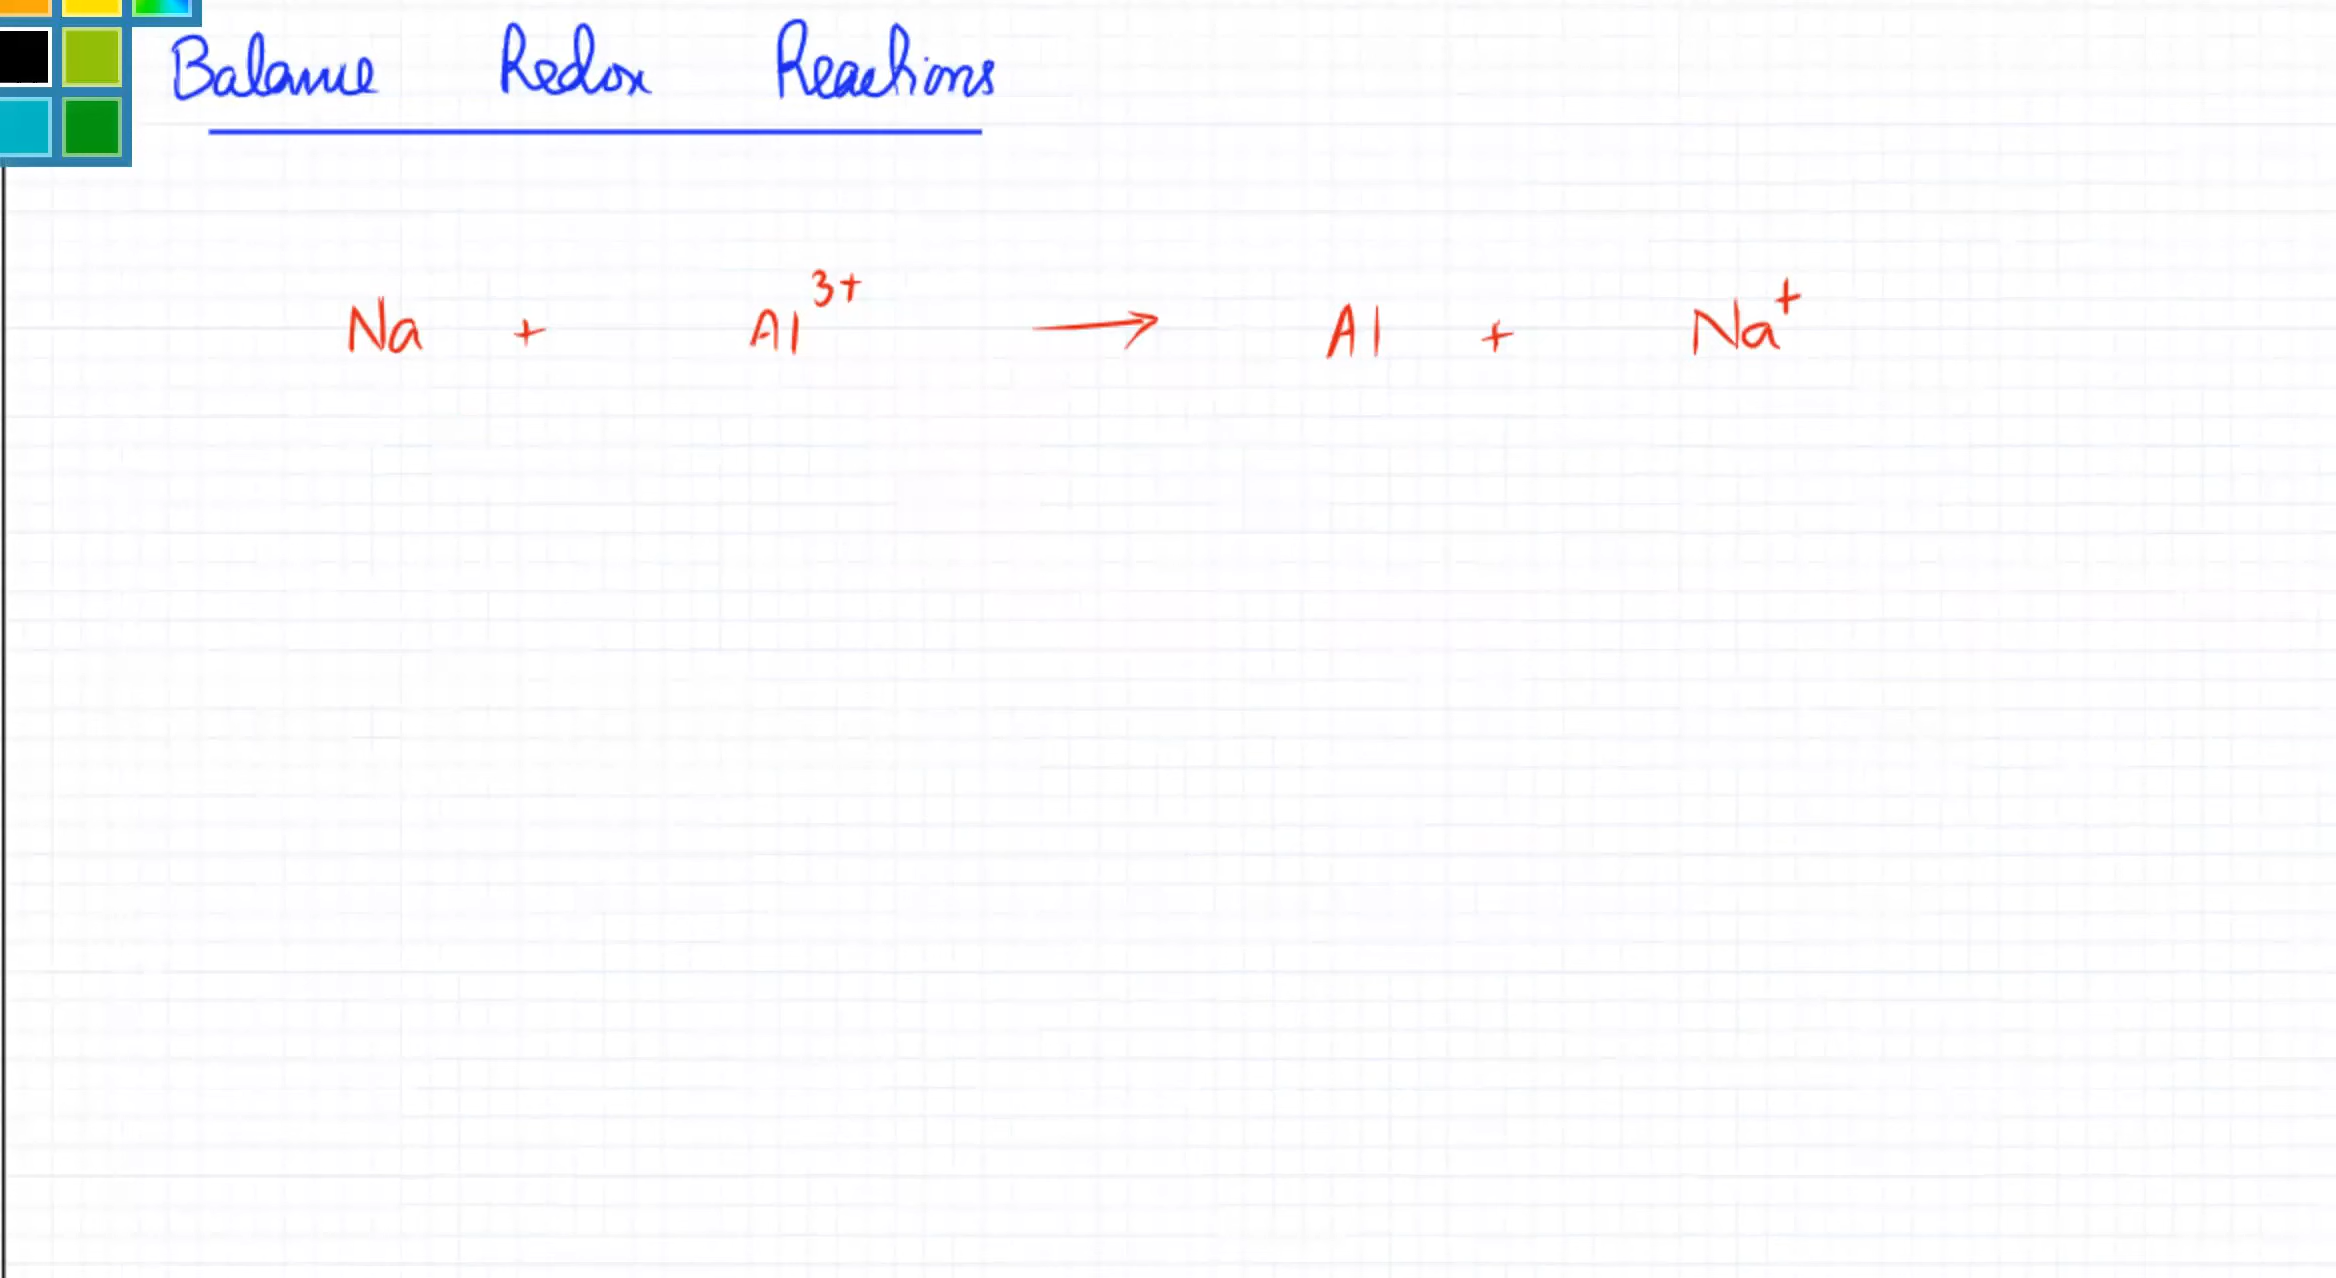 Balance Redox Reactions
Na + Al³⁺ → Al + Na⁺